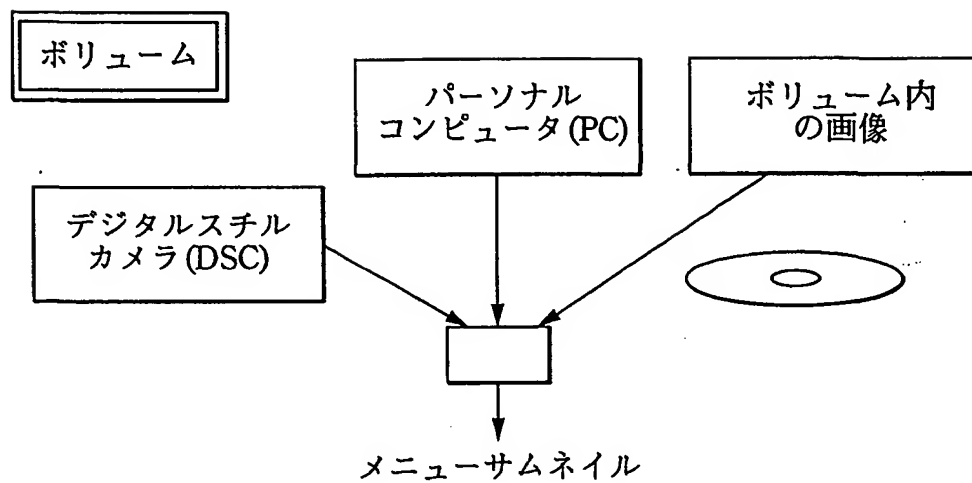 ボリューム
パーソナル
コンピュータ(PC)
ボリューム内
の画像
デジタルスチル
カメラ(DSC)
メニューサムネイル